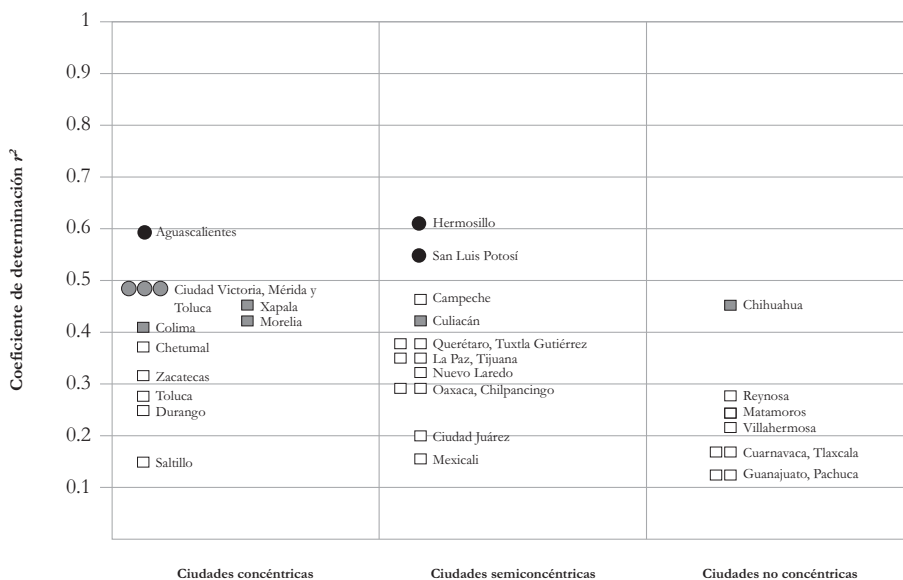 Coeficiente de determinación r²
1
0.9
0.8
0.7
0.6
0.5
0.4
0.3
0.2
0.1
Aguascalientes
Ciudad Victoria, Mérida y
Toluca
Xapala
Morelia
Colima
Chetumal
Zacatecas
Toluca
Durango
Saltillo
Hermosillo
San Luis Potosí
Campeche
Culiacán
Querétaro, Tuxtla Gutiérrez
La Paz, Tijuana
Nuevo Laredo
Oaxaca, Chilpancingo
Ciudad Juárez
Mexicali
Chihuahua
Reynosa
Matamoros
Villahermosa
Cuarnavaca, Tlaxcala
Guanajuato, Pachuca
Ciudades concéntricas
Ciudades semiconcéntricas
Ciudades no concéntricas